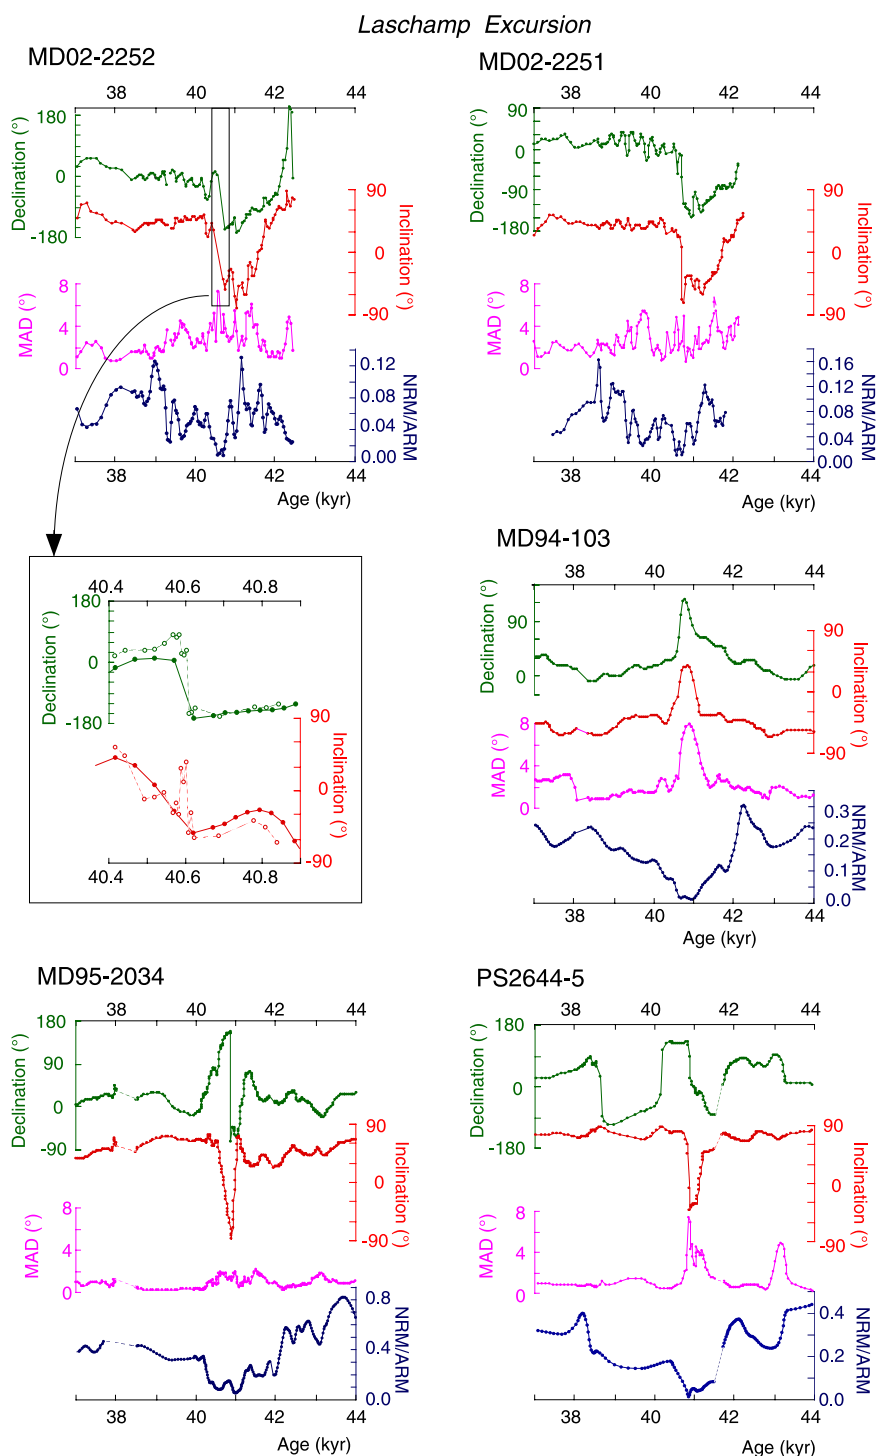 Laschamp Excursion
MD02-2252
38 40 42 44
Declination (°)
180
0
-180
Inclination (°)
90
0
-90
MAD (°)
8
4
0
NRM/ARM
0.12
0.08
0.04
0.00
38 40 42 44
Age (kyr)
MD02-2251
38 40 42 44
Declination (°)
90
0
-90
-180
Inclination (°)
90
0
-90
MAD (°)
8
4
0
NRM/ARM
0.16
0.12
0.08
0.04
0.00
38 40 42 44
Age (kyr)
40.4 40.6 40.8
Declination (°)
180
0
-180
Inclination (°)
90
0
-90
40.4 40.6 40.8
MD94-103
38 40 42 44
Declination (°)
90
0
Inclination (°)
90
0
-90
MAD (°)
8
4
0
NRM/ARM
0.3
0.2
0.1
0.0
38 40 42 44
Age (kyr)
MD95-2034
38 40 42 44
Declination (°)
180
90
0
-90
Inclination (°)
90
0
-90
MAD (°)
8
4
0
NRM/ARM
0.8
0.4
0.0
38 40 42 44
Age (kyr)
PS2644-5
38 40 42 44
Declination (°)
180
0
-180
Inclination (°)
90
0
-90
MAD (°)
8
4
0
NRM/ARM
0.4
0.2
0.0
38 40 42 44
Age (kyr)